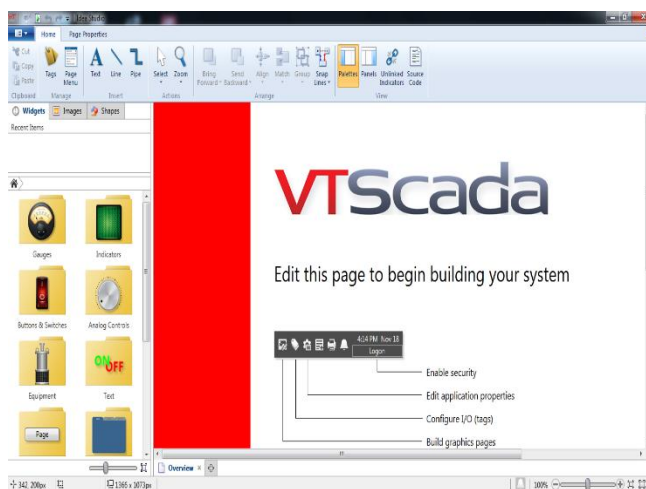 Idea Studio
Home Page Properties
Cut
Copy
Paste
Tags
Page Menu
Text
Line
Pipe
Select
Zoom
Bring Forward
Send Backward
Align
Match
Group
Snap Lines
Palettes
Panels
Unlinked Indicators
Source Code
Clipboard
Manage
Insert
Actions
Arrange
View
Widgets Images Shapes
Recent Items
Gauges
Indicators
Buttons & Switches
Analog Controls
ON OFF
Equipment
Text
Page
VTScada
Edit this page to begin building your system
4:14 PM Nov 18
Logon
Enable security
Edit application properties
Configure I/O (tags)
Build graphics pages
Overview
342, 200px
1365 x 1073px
100%